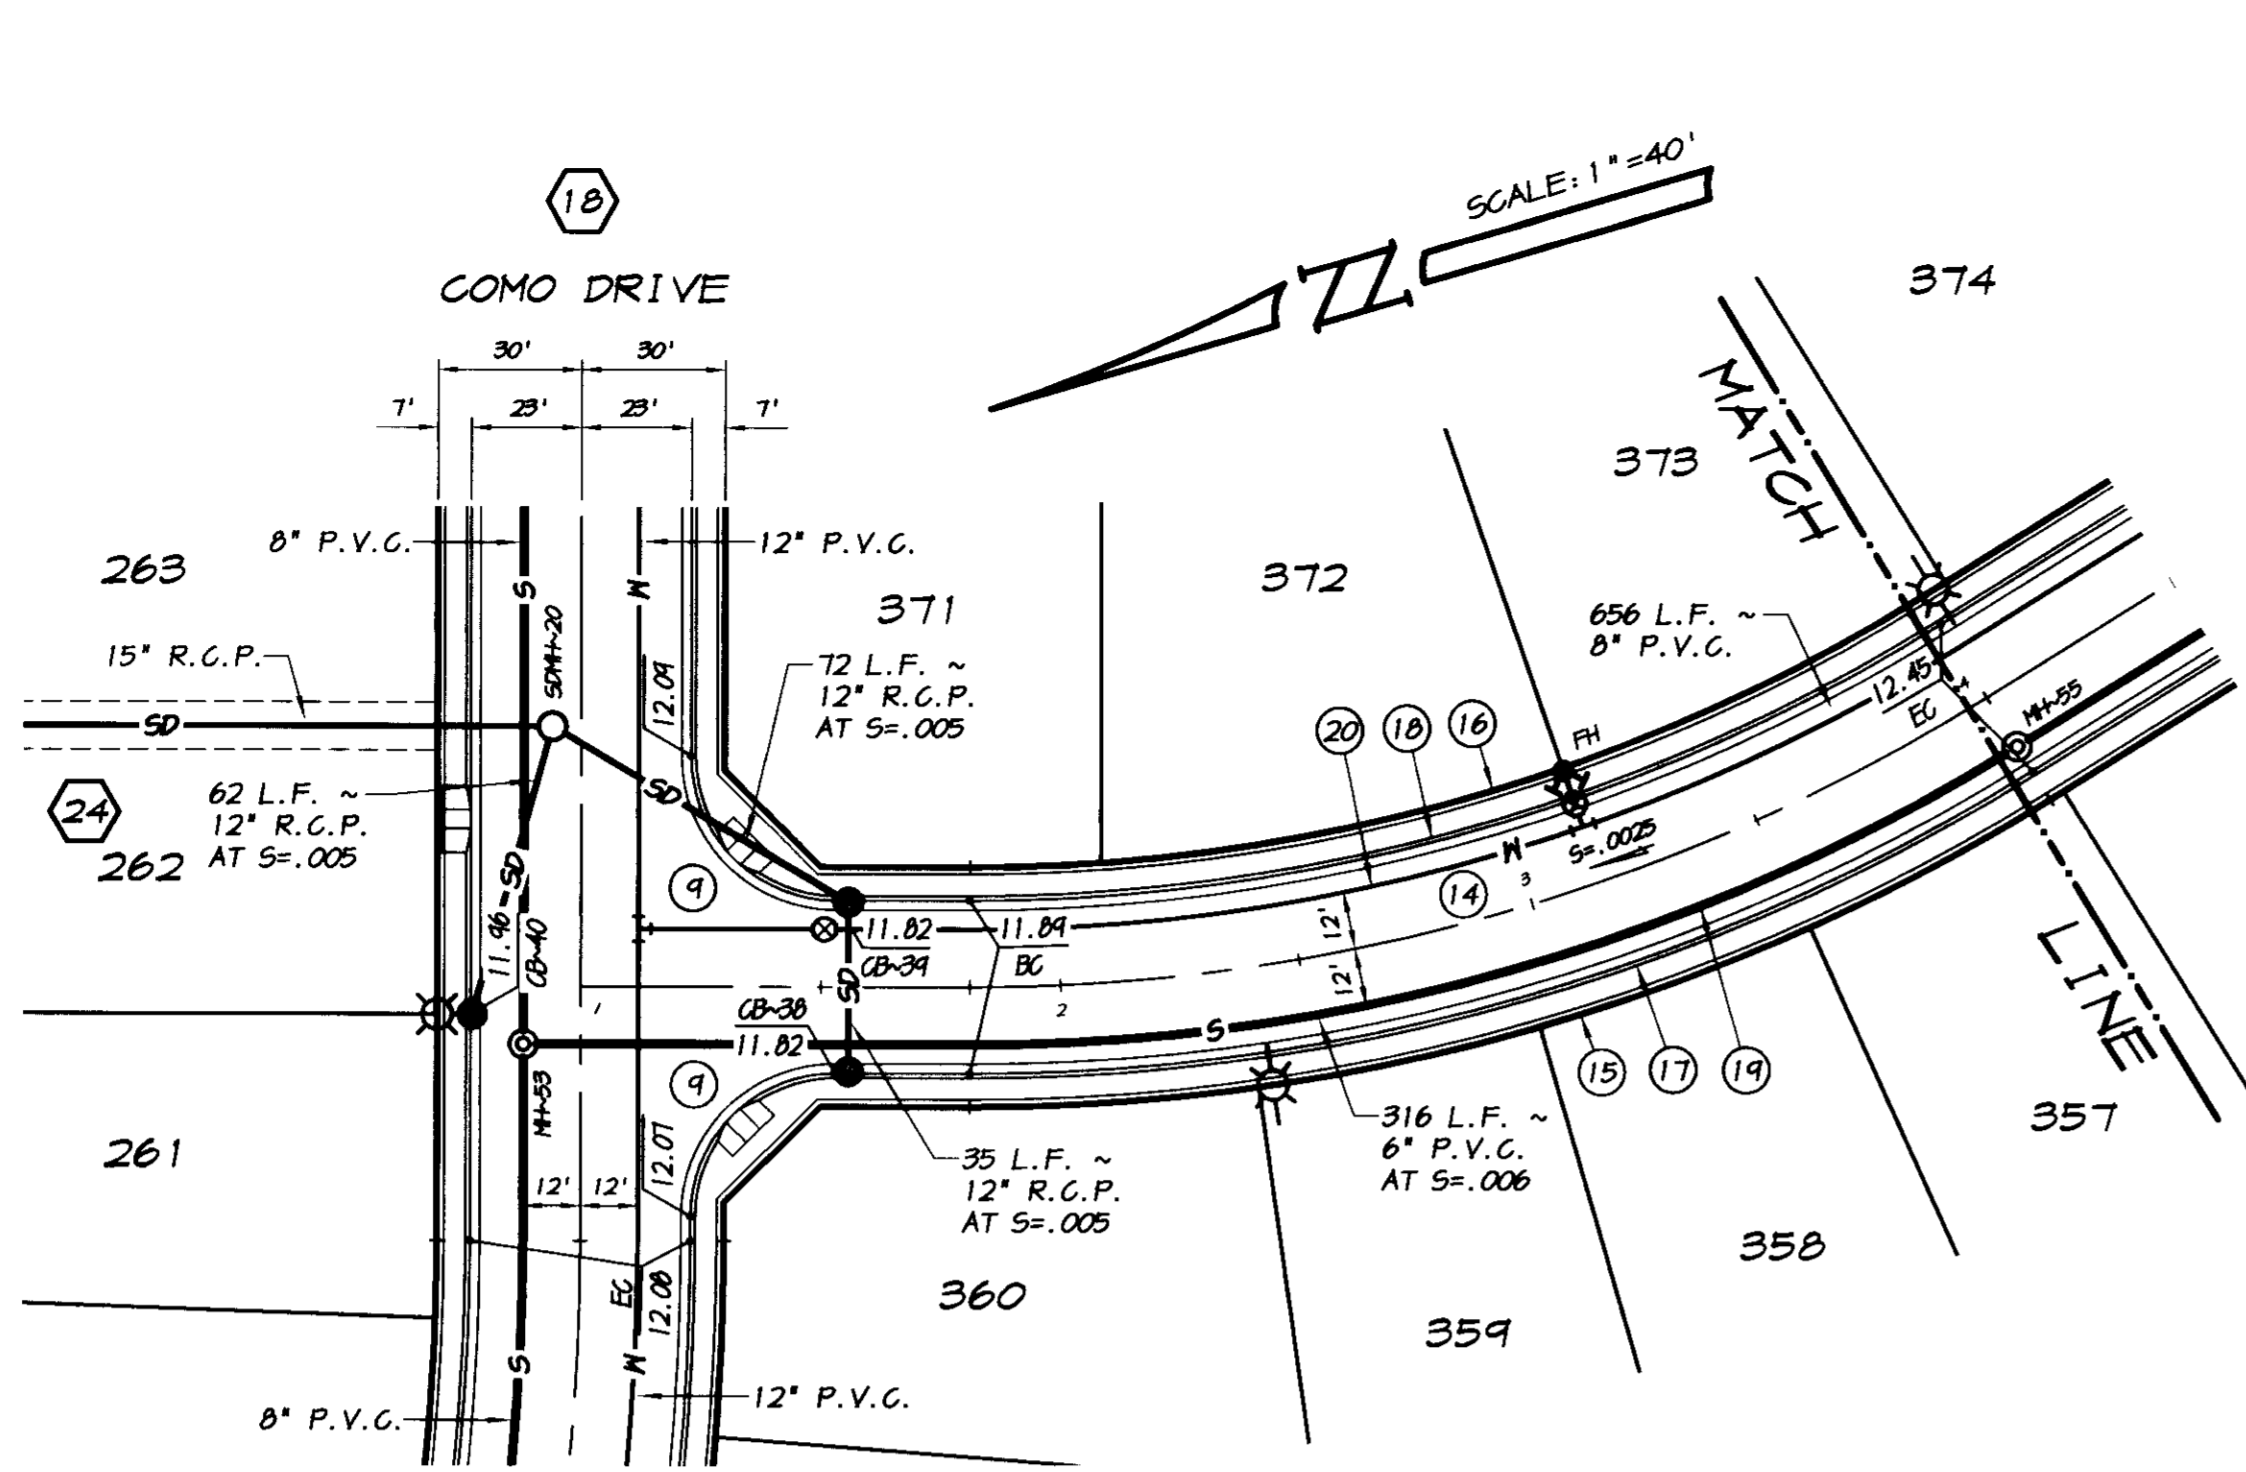 18
COMO DRIVE
SCALE: 1"=40'
374
30'
30'
7'
23'
23'
7'
MATCH
373
8" P.V.C.
12" P.V.C.
263
S
W
371
372
656 L.F. ~
8" P.V.C.
SDMH~20
12.09
15" R.C.P.
72 L.F. ~
12" R.C.P.
AT S=.005
SD
SD
12.45
EC
4
MH~55
20
18
16
FH
24
62 L.F. ~
12" R.C.P.
AT S=.005
262
SD
11.96
CB~40
9
W
S=.0025
14
3
11.82
CB~39
11.89
BC
12'
12'
SD
CB~38
11.82
1
2
S
LINE
9
15
17
19
MH~53
12.07
316 L.F. ~
6" P.V.C.
AT S=.006
357
261
12'
12'
35 L.F. ~
12" R.C.P.
AT S=.005
358
EC
12.08
360
359
S
W
8" P.V.C.
12" P.V.C.